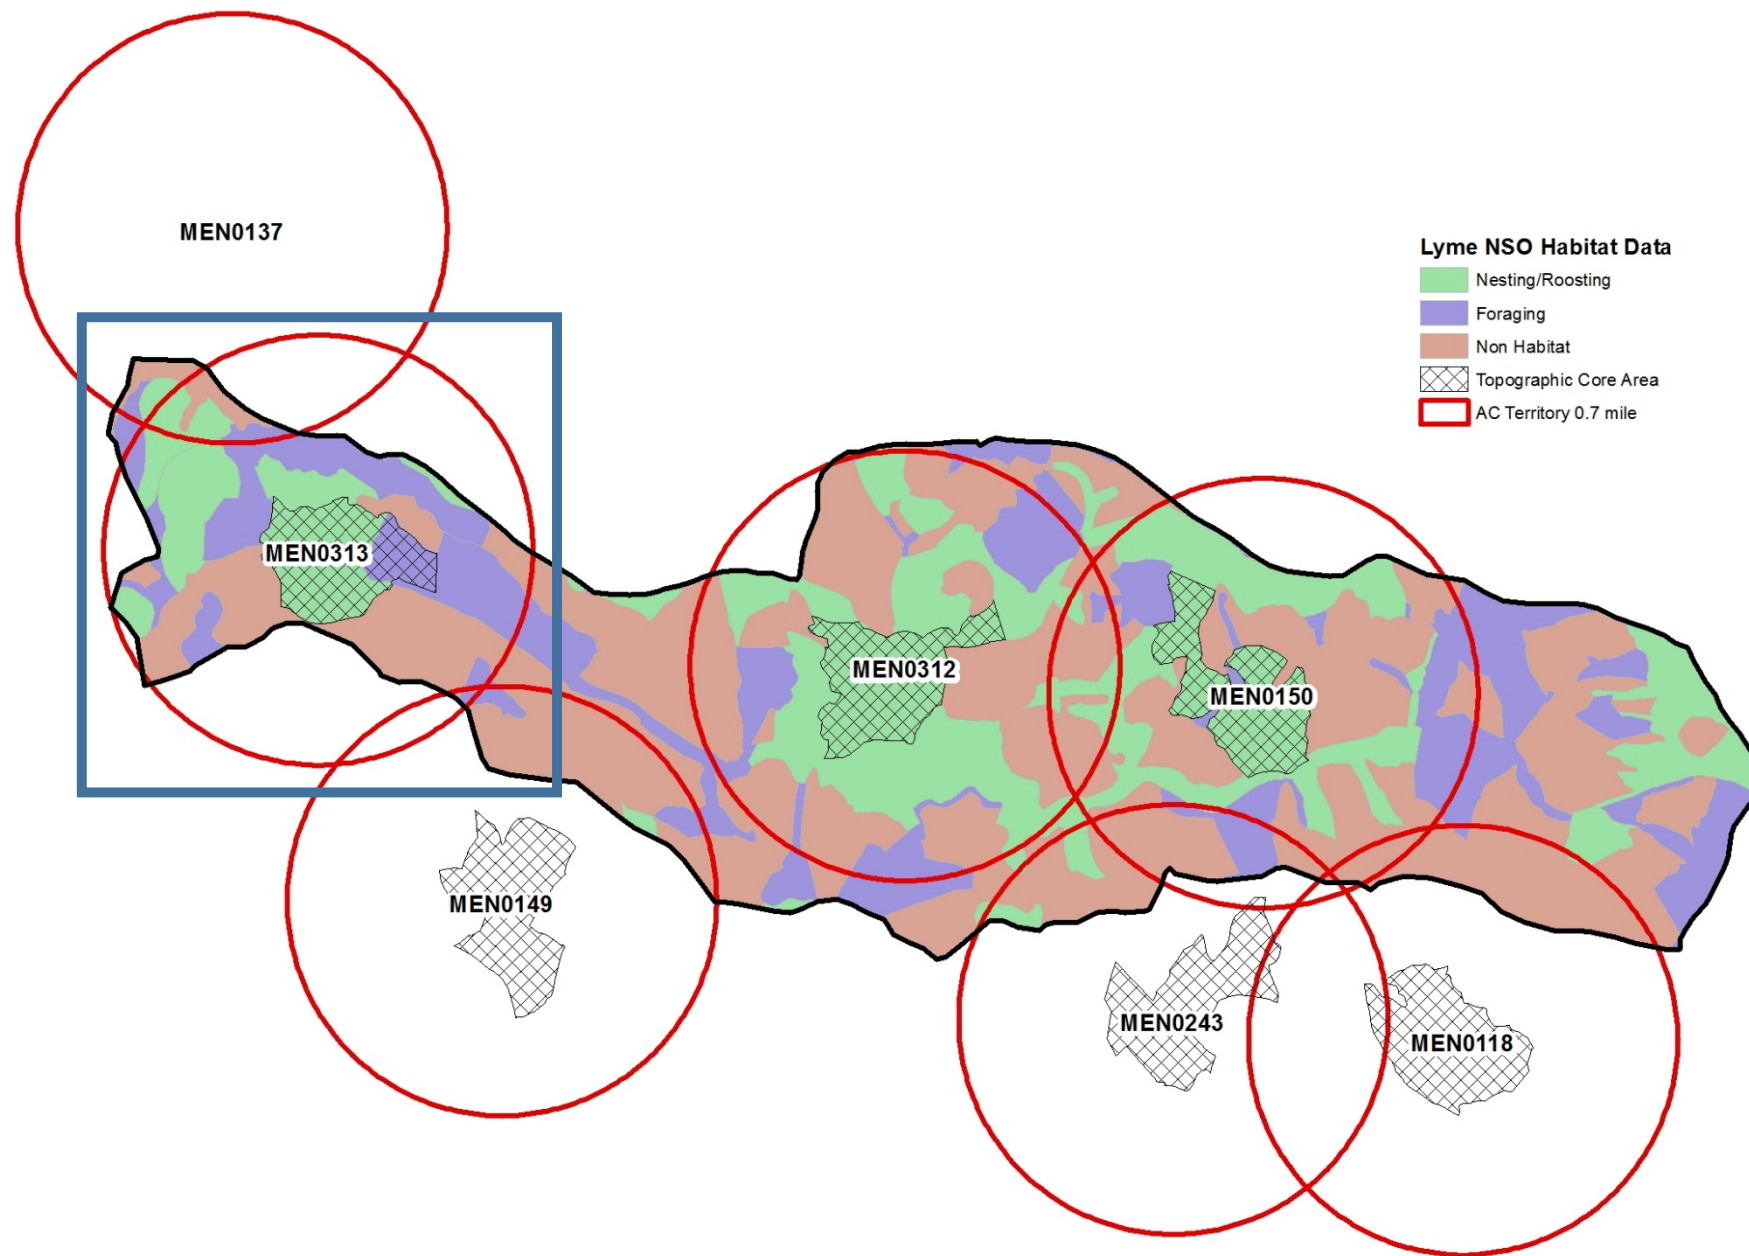 MEN0137
Lyme NSO Habitat Data
Nesting/Roosting
Foraging
Non Habitat
Topographic Core Area
AC Territory 0.7 mile
MEN0313
MEN0312
MEN0150
MEN0149
MEN0243
MEN0118